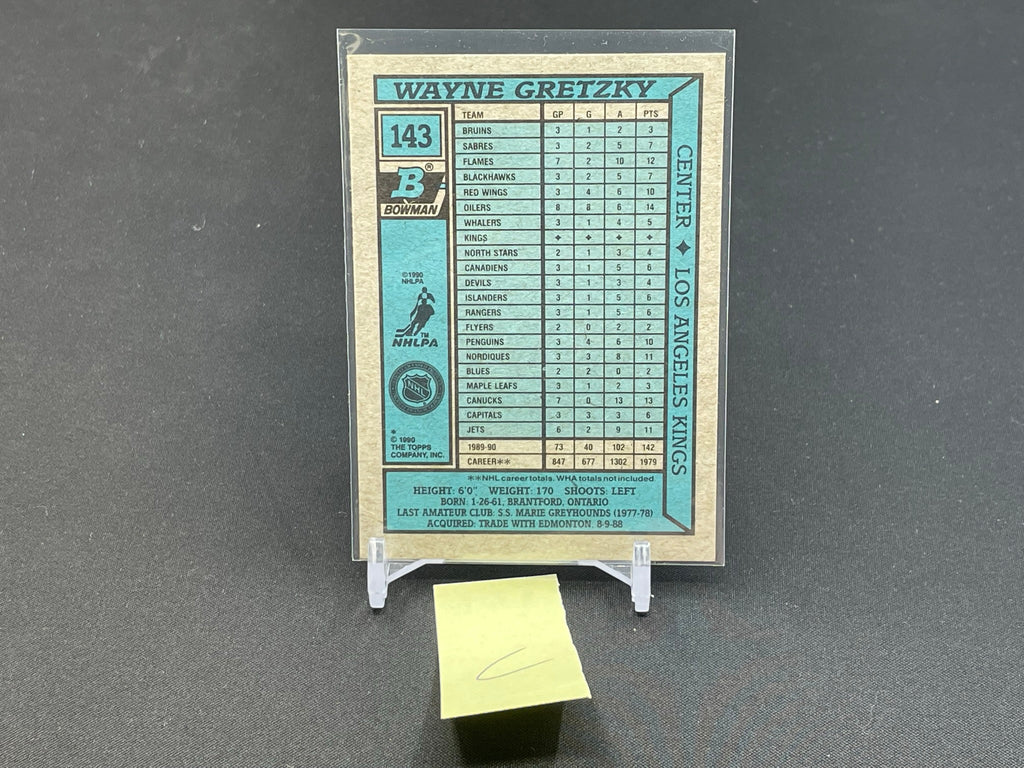 WAYNE GRETZKY
143
B®
BOWMAN
©1990
NHLPA
TM
NHLPA
NHL
*
© 1990
THE TOPPS
COMPANY, INC.
TEAM GP G A PTS
BRUINS 3 1 2 3
SABRES 3 2 5 7
FLAMES 7 2 10 12
BLACKHAWKS 3 2 5 7
RED WINGS 3 4 6 10
OILERS 8 8 6 14
WHALERS 3 1 4 5
KINGS ✦ ✦ ✦ ✦
NORTH STARS 2 1 3 4
CANADIENS 3 1 5 6
DEVILS 3 1 3 4
ISLANDERS 3 1 5 6
RANGERS 3 1 5 6
FLYERS 2 0 2 2
PENGUINS 3 4 6 10
NORDIQUES 3 3 8 11
BLUES 2 2 0 2
MAPLE LEAFS 3 1 2 3
CANUCKS 7 0 13 13
CAPITALS 3 3 3 6
JETS 6 2 9 11
1989-90 73 40 102 142
CAREER** 847 677 1302 1979
**NHL career totals. WHA totals not included.
HEIGHT: 6'0" WEIGHT: 170 SHOOTS: LEFT
BORN: 1-26-61, BRANTFORD, ONTARIO
LAST AMATEUR CLUB: S.S. MARIE GREYHOUNDS (1977-78)
ACQUIRED: TRADE WITH EDMONTON, 8-9-88
CENTER ✦ LOS ANGELES KINGS
C